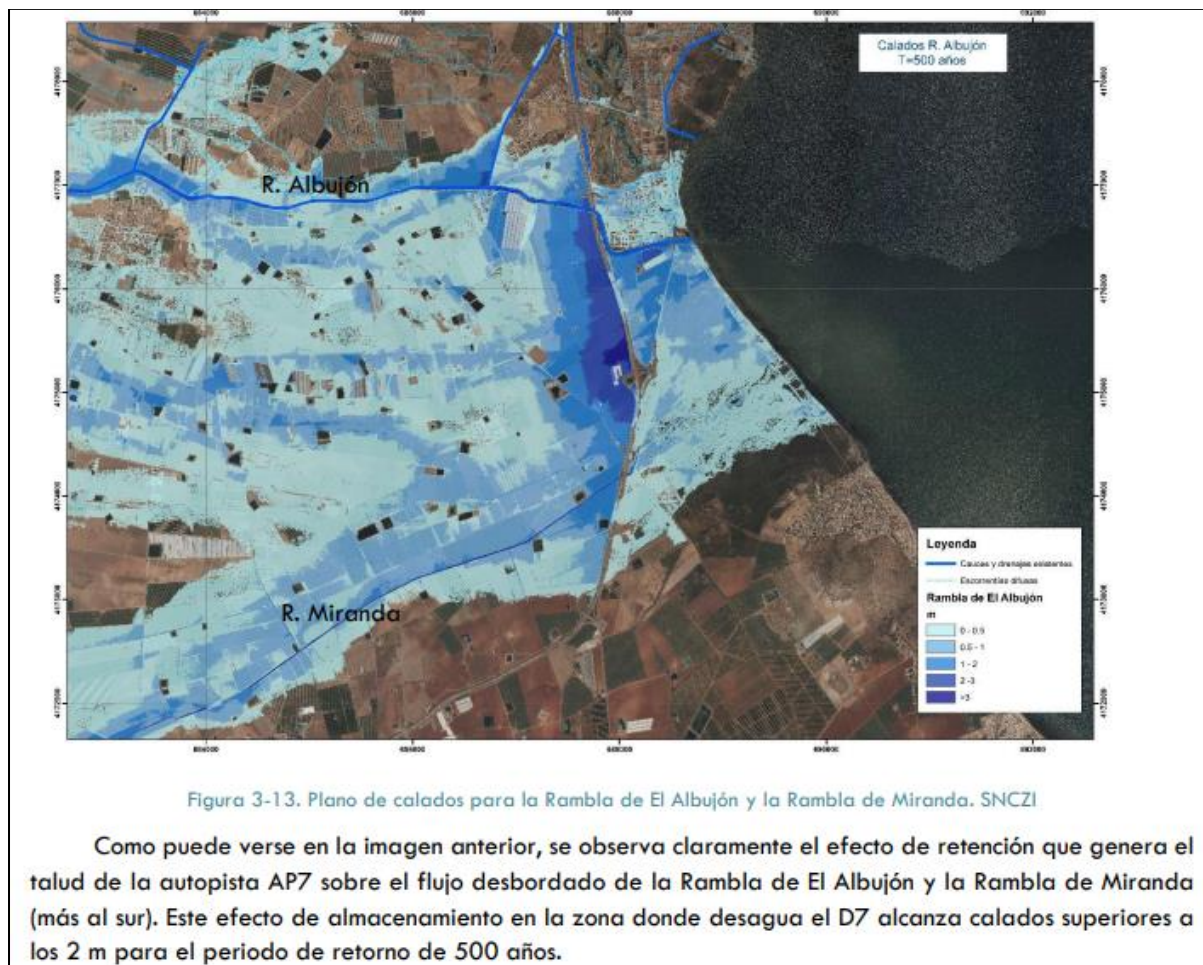 Calados R. Albujón
T=500 años
R. Albujón
R. Miranda
Leyenda
Cauces y drenajes existentes
Escorrentías difusas
Rambla de El Albujón
m
0 - 0.5
0.5 - 1
1 - 2
2 - 3
>3
Figura 3-13. Plano de calados para la Rambla de El Albujón y la Rambla de Miranda. SNCZI
Como puede verse en la imagen anterior, se observa claramente el efecto de retención que genera el
talud de la autopista AP7 sobre el flujo desbordado de la Rambla de El Albujón y la Rambla de Miranda
(más al sur). Este efecto de almacenamiento en la zona donde desagua el D7 alcanza calados superiores a
los 2 m para el periodo de retorno de 500 años.